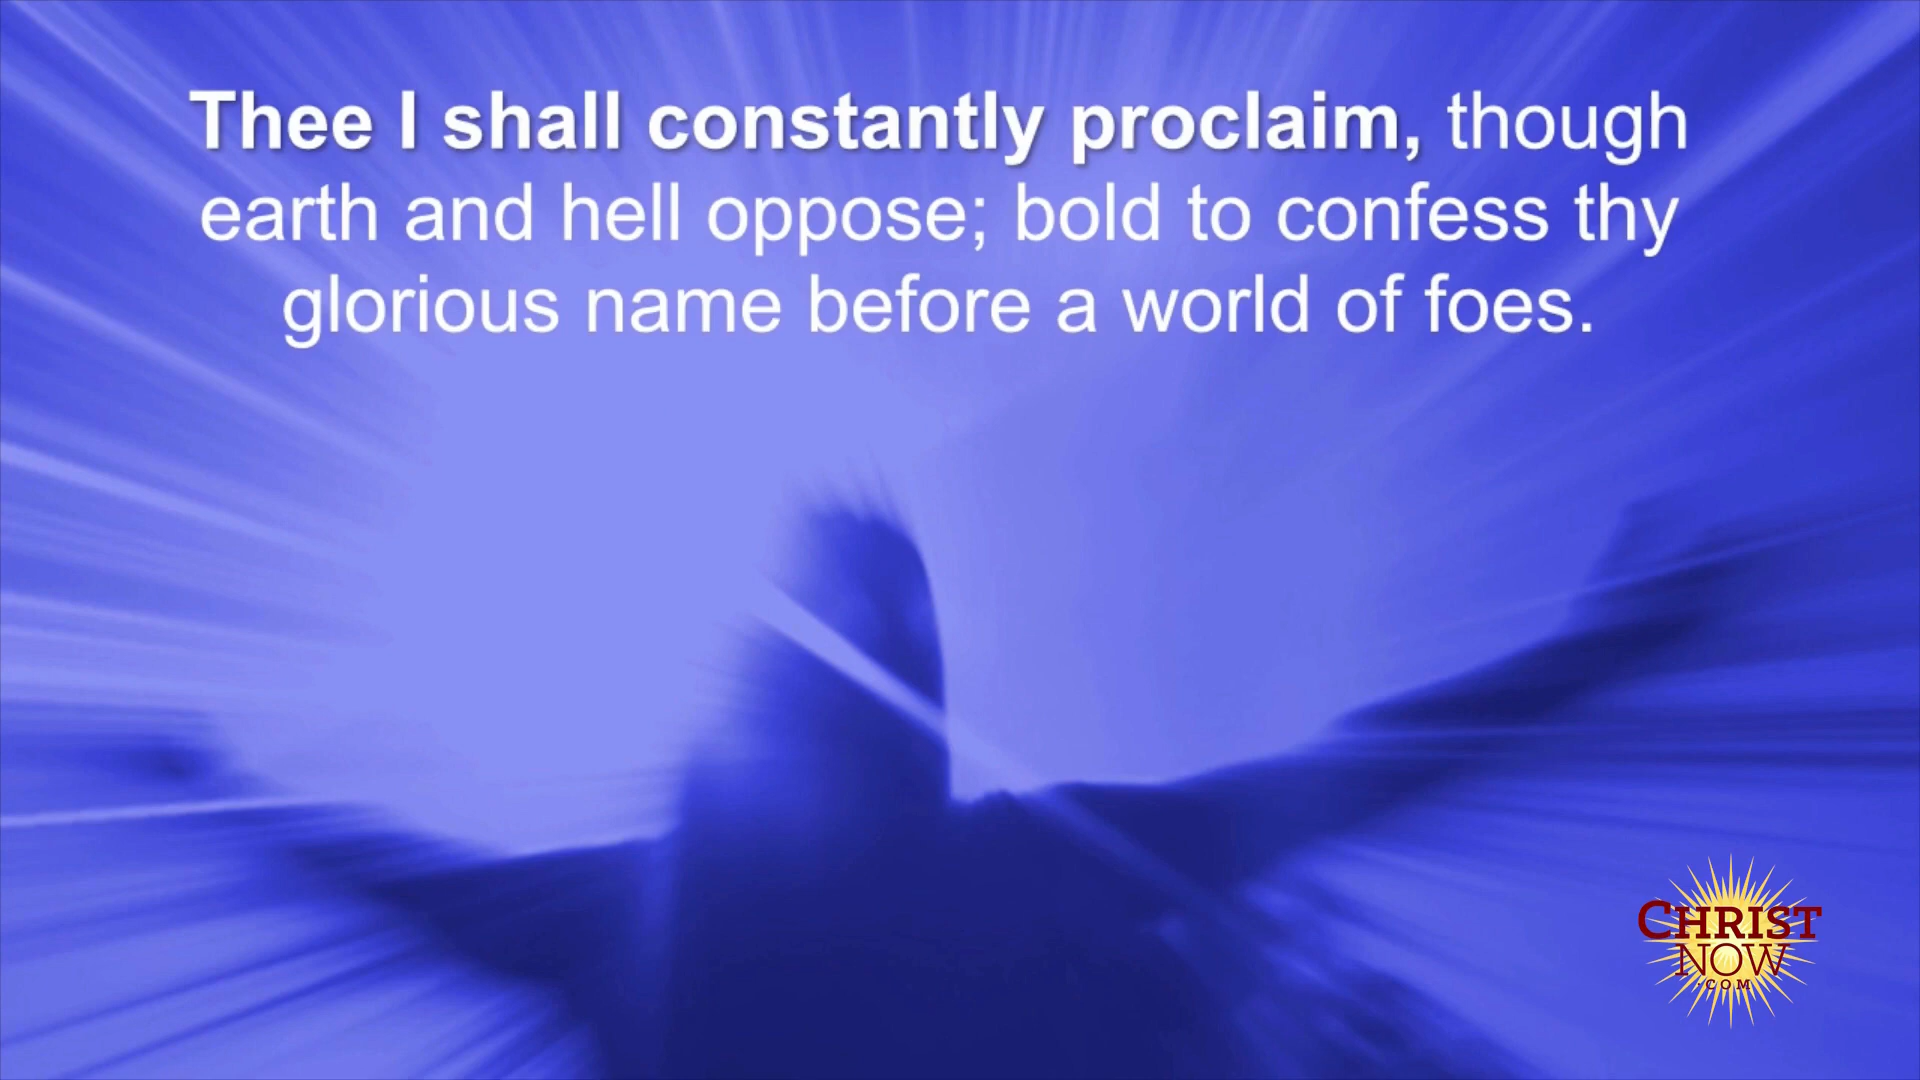 Thee I shall constantly proclaim, though
earth and hell oppose; bold to confess thy
glorious name before a world of foes.
CHRIST
NOW
.COM